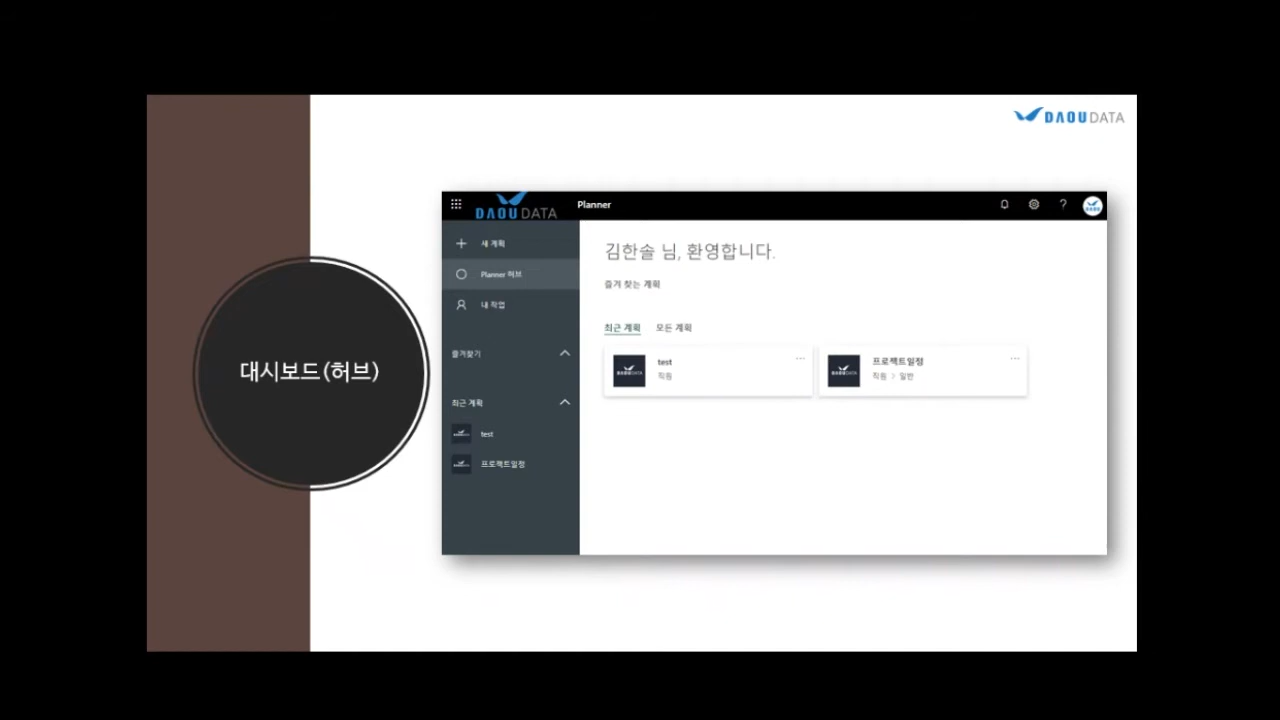 DAOU DATA
대시보드(허브)
DAOU DATA
Planner
?
새 계획
Planner 허브
내 작업
즐겨찾기
최근 계획
test
프로젝트일정
김한솔 님, 환영합니다.
즐겨 찾는 계획
최근 계획 모든 계획
test
직원
프로젝트일정
직원 > 일반